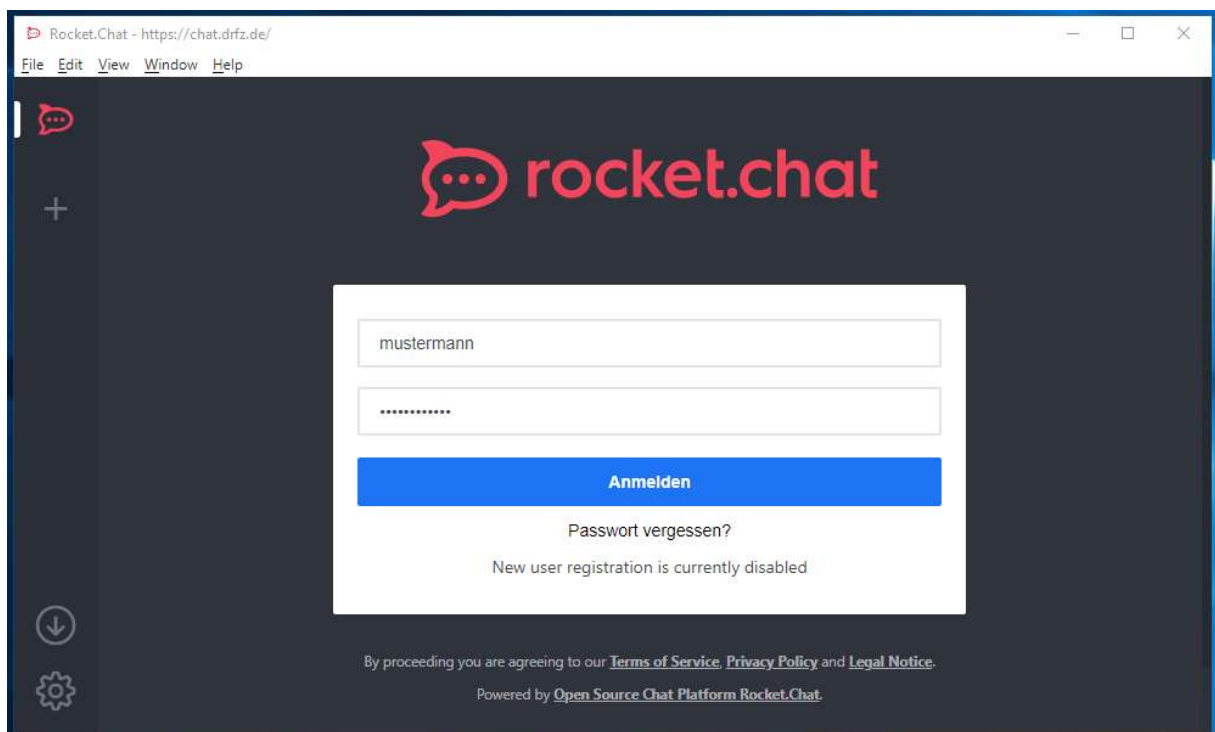 Rocket.Chat - https://chat.drfz.de/
File Edit View Window Help
rocket.chat
mustermann
••••••••••••
Anmelden
Passwort vergessen?
New user registration is currently disabled
By proceeding you are agreeing to our Terms of Service, Privacy Policy and Legal Notice.
Powered by Open Source Chat Platform Rocket.Chat.